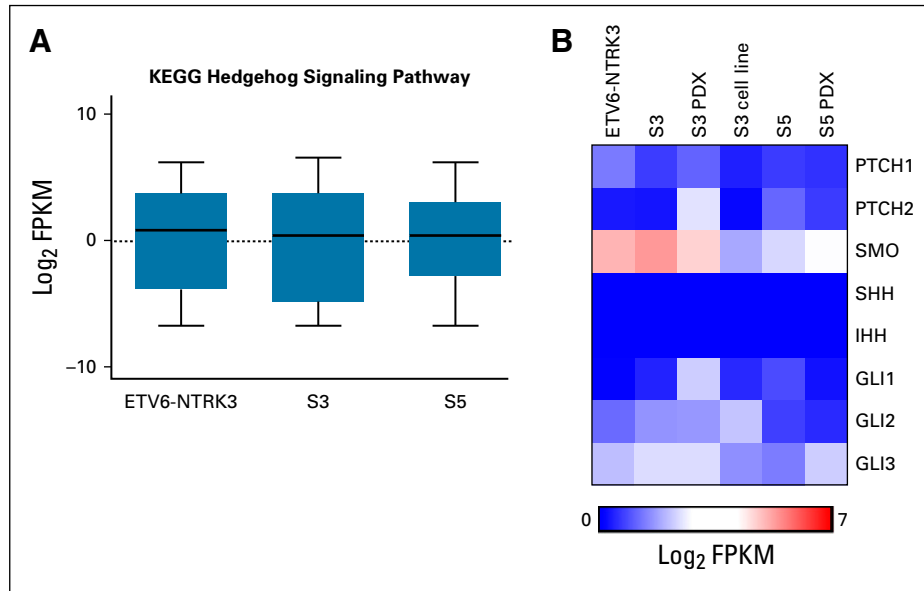 A
KEGG Hedgehog Signaling Pathway
Log2 FPKM
10
0
−10
ETV6-NTRK3 S3 S5
B
ETV6-NTRK3
S3
S3 PDX
S3 cell line
S5
S5 PDX
PTCH1
PTCH2
SMO
SHH
IHH
GLI1
GLI2
GLI3
0 7
Log2 FPKM